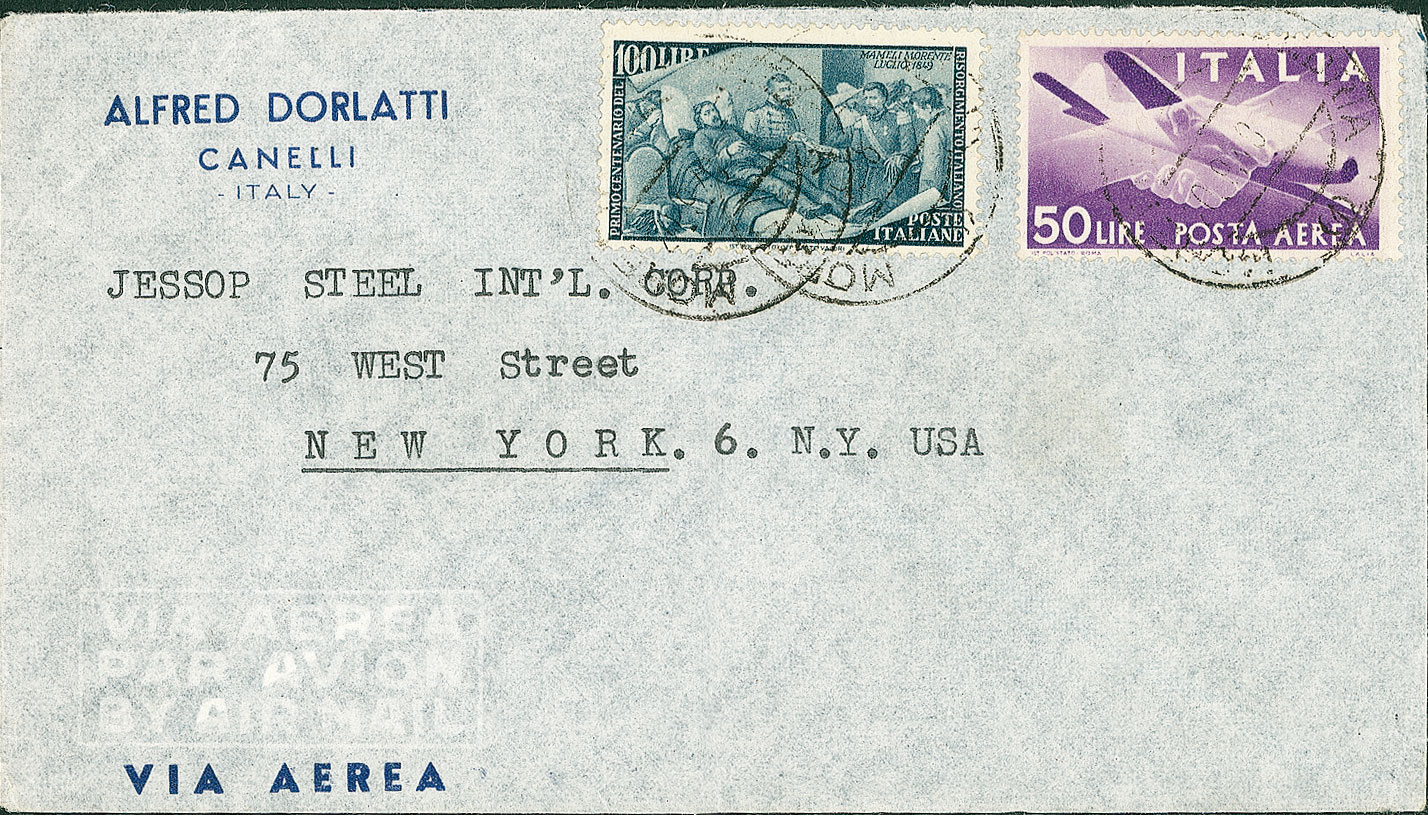 ALFRED DORLATTI
CANELLI
- ITALY -
100 LIRE
MAMELI MORENTE
LUGLIO 1849
PRIMO CENTENARIO DEL
RISORGIMENTO ITALIANO
POSTE
ITALIANE
ITALIA
50 LIRE POSTA AEREA
JESSOP STEEL INT'L. CORP.
75 WEST Street
NEW YORK. 6. N.Y. USA
VIA AEREA
PAR AVION
BY AIR MAIL
VIA AEREA